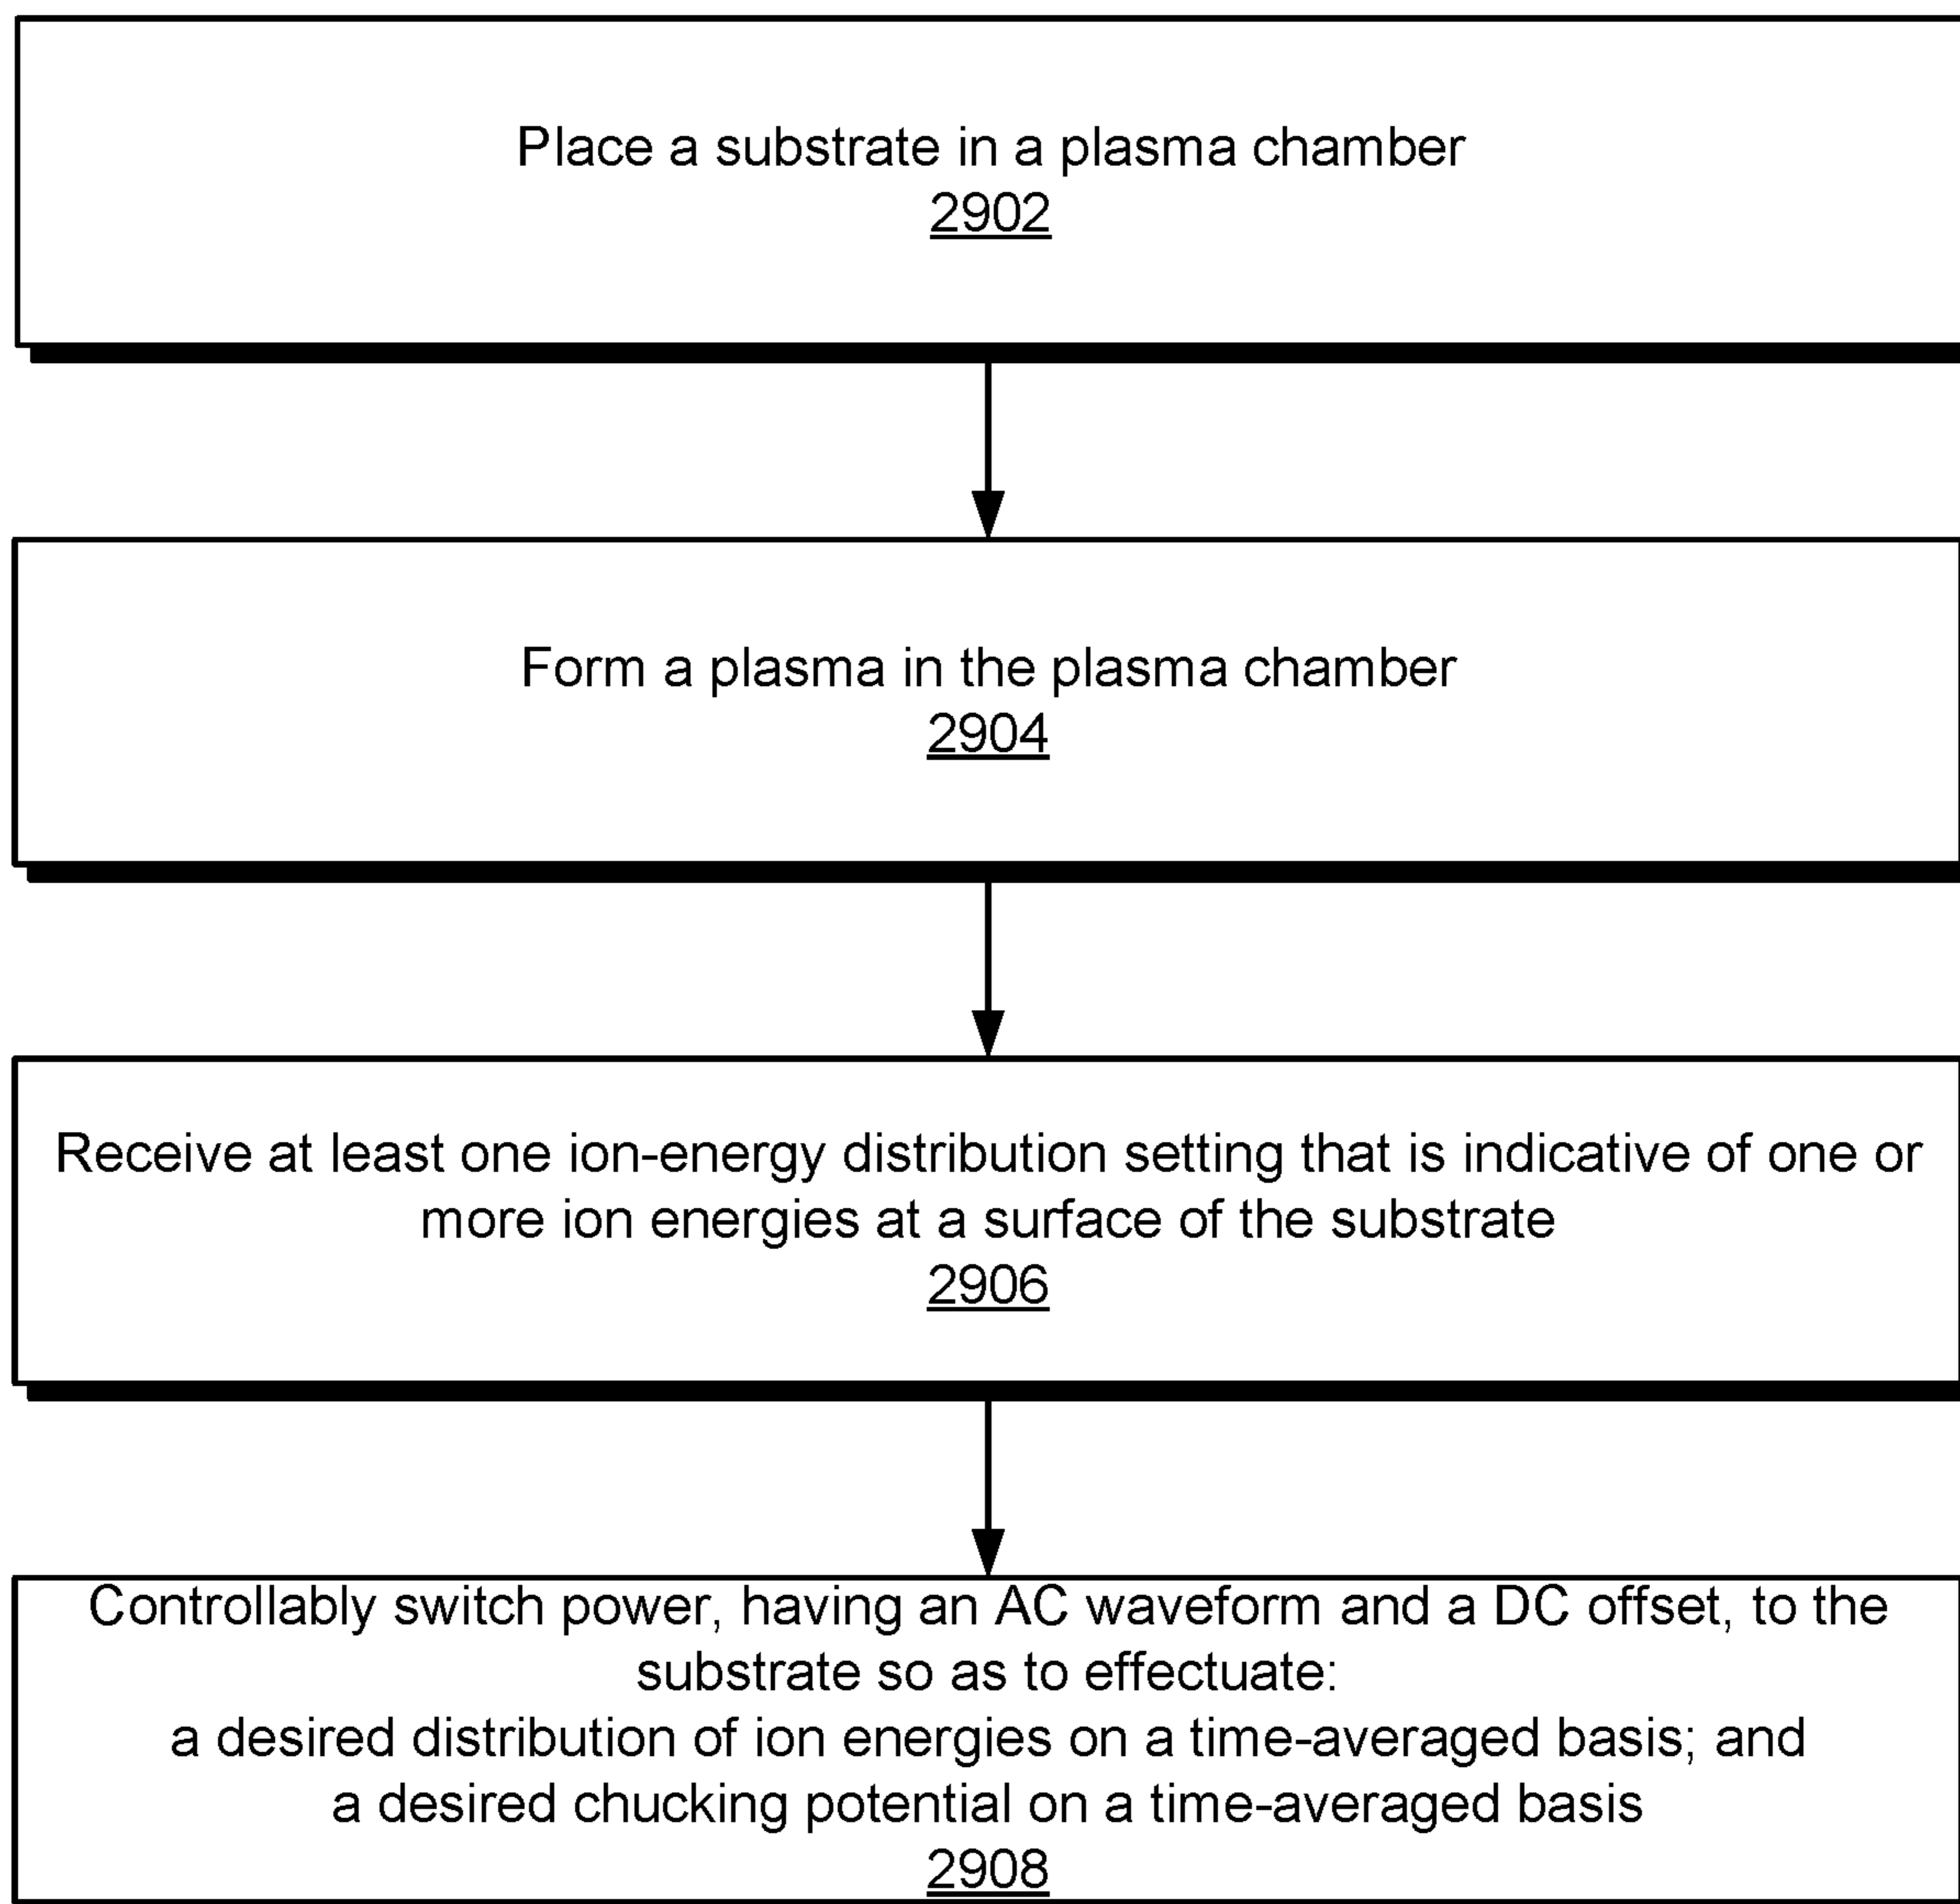 Place a substrate in a plasma chamber
2902
Form a plasma in the plasma chamber
2904
Receive at least one ion-energy distribution setting that is indicative of one or
more ion energies at a surface of the substrate
2906
Controllably switch power, having an AC waveform and a DC offset, to the
substrate so as to effectuate:
a desired distribution of ion energies on a time-averaged basis; and
a desired chucking potential on a time-averaged basis
2908